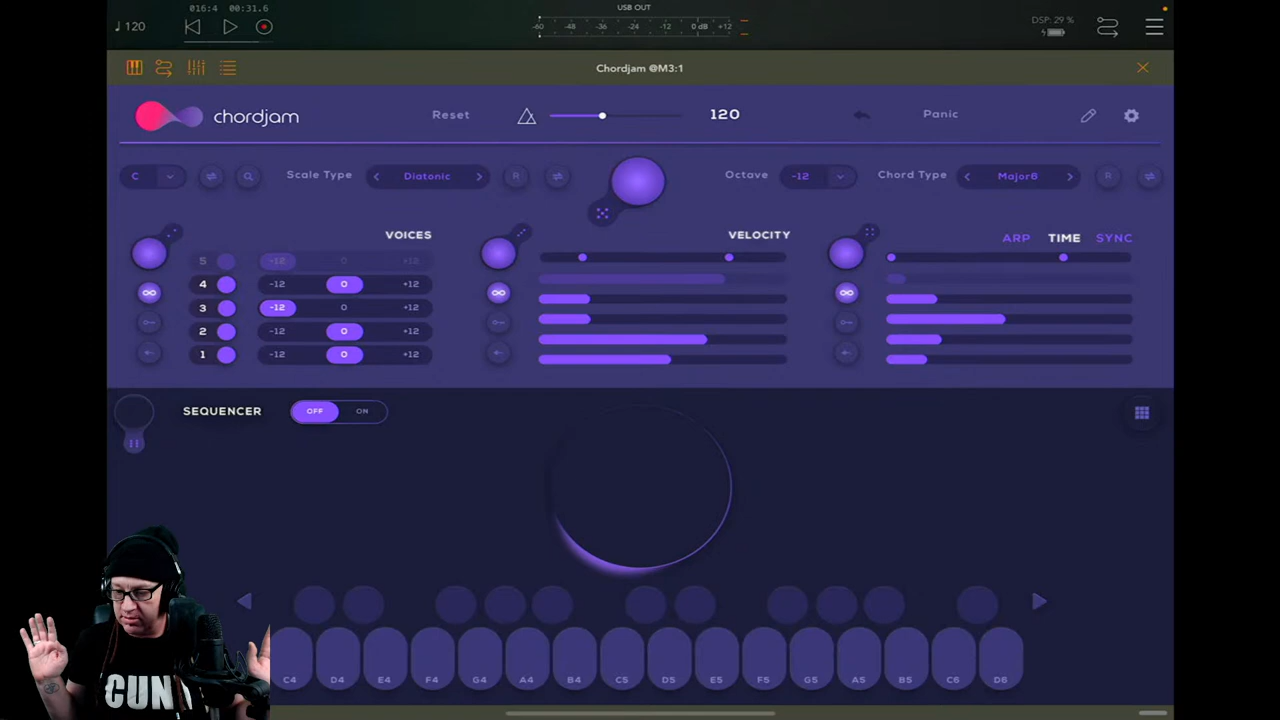 016:4 00:31.6
♩ 120
USB OUT
-60 -48 -36 -24 -12 0 dB +12
DSP: 29 %
Chordjam @M3:1
chordjam
Reset
120
Panic
C
Scale Type
Diatonic
R
Octave
-12
Chord Type
Major6
R
VOICES
VELOCITY
ARP TIME SYNC
5 -12 0 +12
4 -12 0 +12
3 -12 0 +12
2 -12 0 +12
1 -12 0 +12
SEQUENCER
OFF ON
C4 D4 E4 F4 G4 A4 B4 C5 D5 E5 F5 G5 A5 B5 C6 D6
CUN